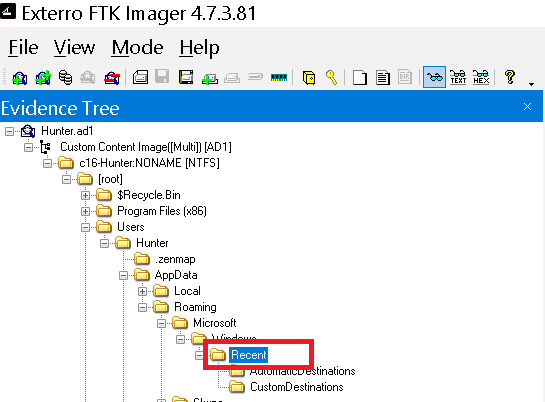 Exterro FTK Imager 4.7.3.81
File View Mode Help
TEXT HEX
Evidence Tree
Hunter.ad1
Custom Content Image([Multi]) [AD1]
c16-Hunter:NONAME [NTFS]
[root]
$Recycle.Bin
Program Files (x86)
Users
Hunter
.zenmap
AppData
Local
Roaming
Microsoft
Windows
Recent
AutomaticDestinations
CustomDestinations